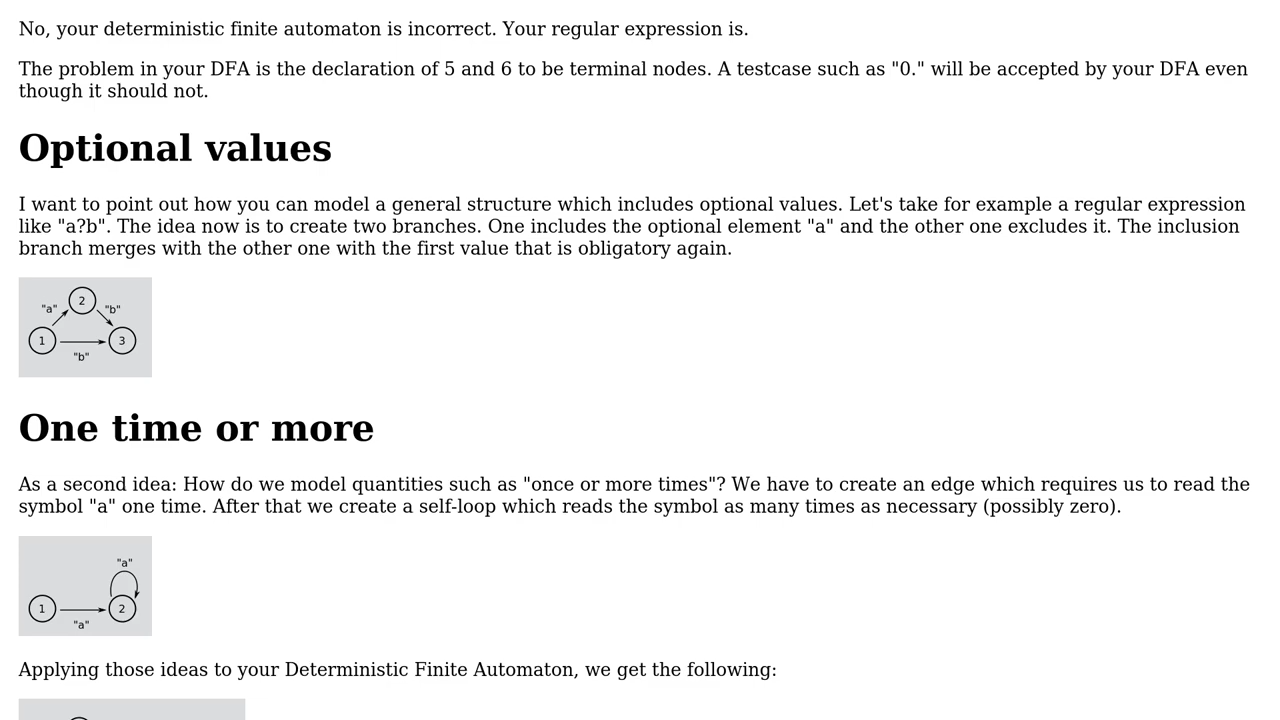 No, your deterministic finite automaton is incorrect. Your regular expression is.
The problem in your DFA is the declaration of 5 and 6 to be terminal nodes. A testcase such as "0." will be accepted by your DFA even
though it should not.
Optional values
I want to point out how you can model a general structure which includes optional values. Let's take for example a regular expression
like "a?b". The idea now is to create two branches. One includes the optional element "a" and the other one excludes it. The inclusion
branch merges with the other one with the first value that is obligatory again.
2
"a" "b"
1 3
"b"
One time or more
As a second idea: How do we model quantities such as "once or more times"? We have to create an edge which requires us to read the
symbol "a" one time. After that we create a self-loop which reads the symbol as many times as necessary (possibly zero).
"a"
1 2
"a"
Applying those ideas to your Deterministic Finite Automaton, we get the following: